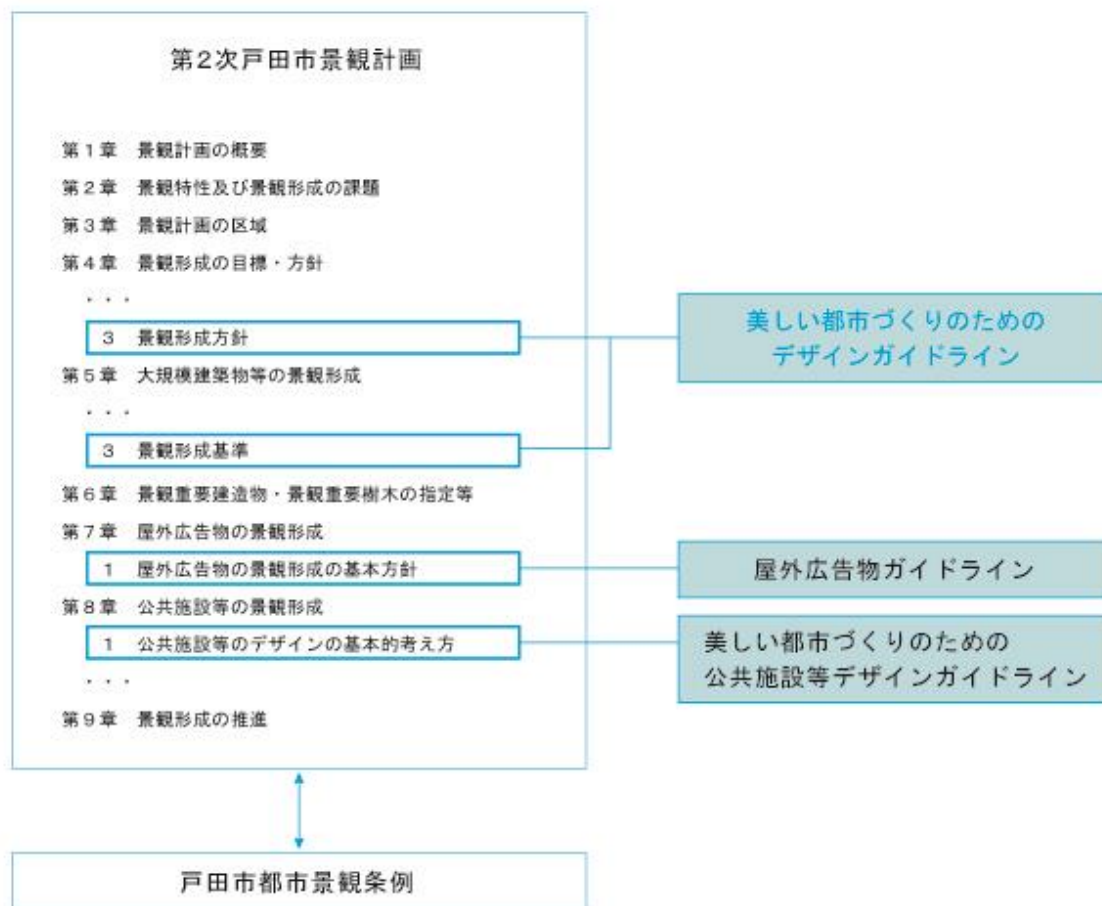 第2次戸田市景観計画
第1章 景観計画の概要
第2章 景観特性及び景観形成の課題
第3章 景観計画の区域
第4章 景観形成の目標・方針
・・・
3 景観形成方針
第5章 大規模建築物等の景観形成
・・・
3 景観形成基準
第6章 景観重要建造物・景観重要樹木の指定等
第7章 屋外広告物の景観形成
1 屋外広告物の景観形成の基本方針
第8章 公共施設等の景観形成
1 公共施設等のデザインの基本的考え方
・・・
第9章 景観形成の推進
美しい都市づくりのための
デザインガイドライン
屋外広告物ガイドライン
美しい都市づくりのための
公共施設等デザインガイドライン
戸田市都市景観条例